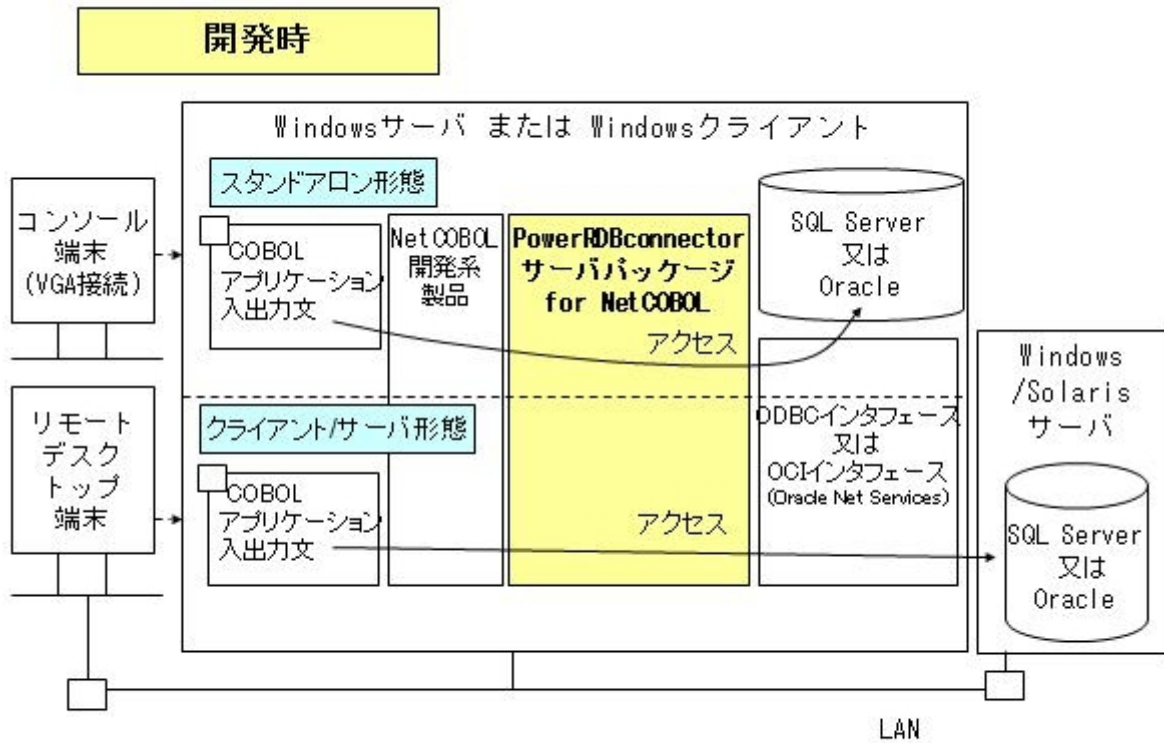 開発時
Windowsサーバ または Windowsクライアント
スタンドアロン形態
コンソール
端末
(VGA接続)
COBOL
アプリケーション
入出力文
NetCOBOL
開発系
製品
PowerRDBconnector
サーバパッケージ
for NetCOBOL
アクセス
SQL Server
又は
Oracle
リモート
デスク
トップ
端末
クライアント/サーバ形態
COBOL
アプリケーション
入出力文
アクセス
ODBCインタフェース
又は
OCIインタフェース
(Oracle Net Services)
Windows
/Solaris
サーバ
SQL Server
又は
Oracle
LAN